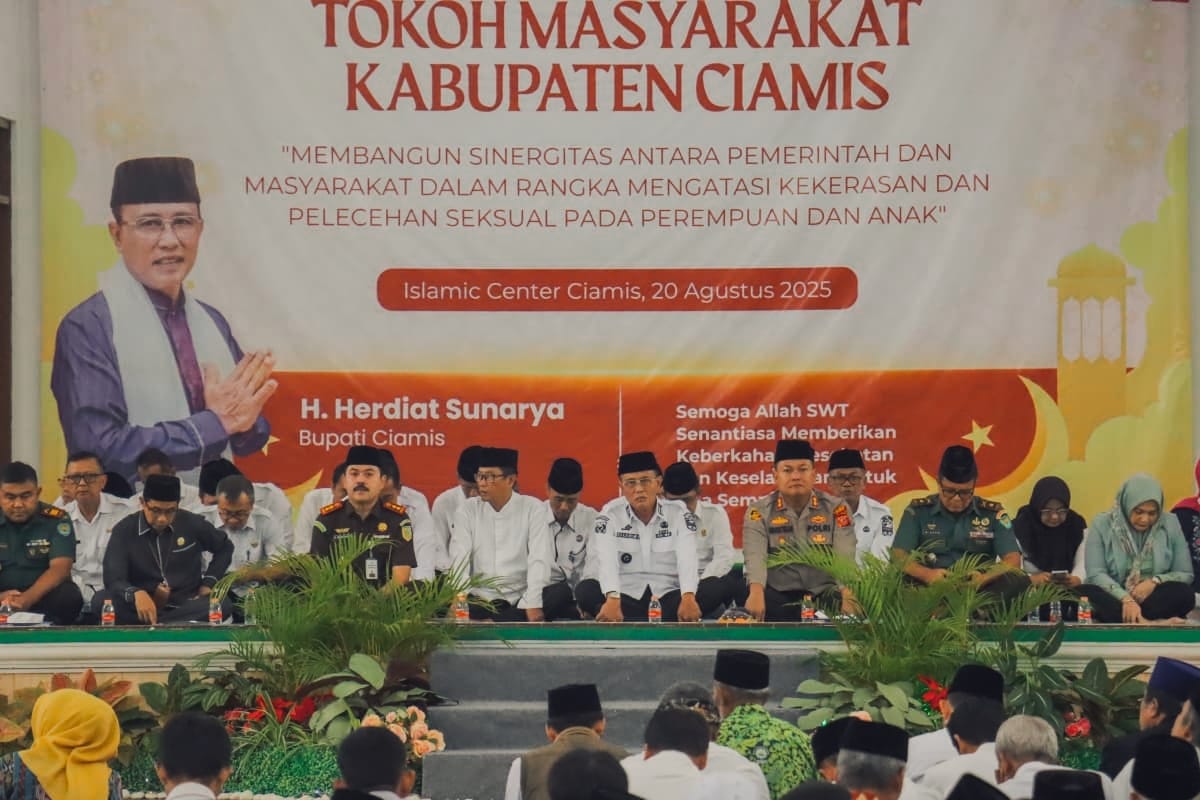 TOKOH MASYARAKAT
KABUPATEN CIAMIS
"MEMBANGUN SINERGITAS ANTARA PEMERINTAH DAN
MASYARAKAT DALAM RANGKA MENGATASI KEKERASAN DAN
PELECEHAN SEKSUAL PADA PEREMPUAN DAN ANAK"
Islamic Center Ciamis, 20 Agustus 2025
H. Herdiat Sunarya
Bupati Ciamis
Semoga Allah SWT
Senantiasa Memberikan
POLRI